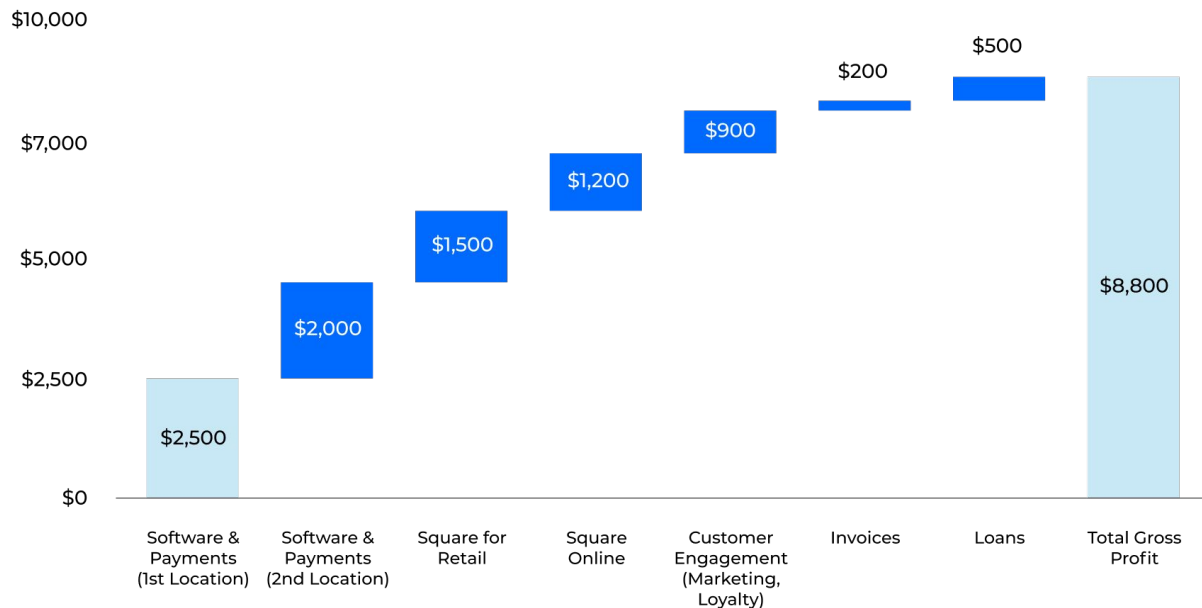 $10,000
$7,000
$5,000
$2,500
$0
$2,500
$2,000
$1,500
$1,200
$900
$200
$500
$8,800
Software &
Payments
(1st Location)
Software &
Payments
(2nd Location)
Square for
Retail
Square
Online
Customer
Engagement
(Marketing,
Loyalty)
Invoices
Loans
Total Gross
Profit